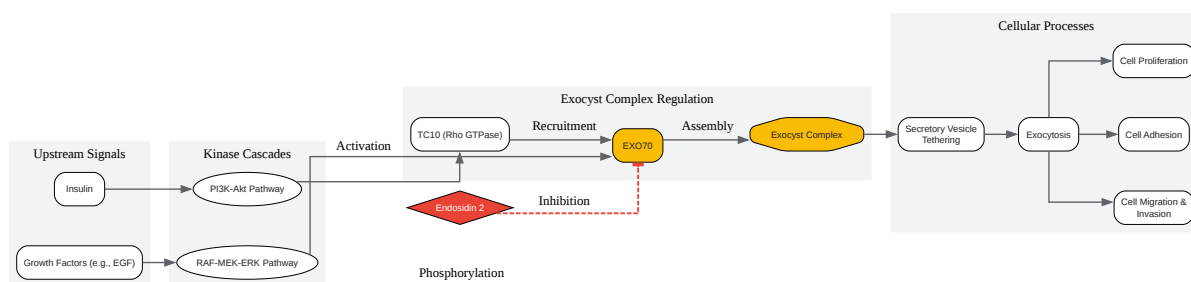 Cellular Processes
Cell Proliferation
Exocyst Complex Regulation
TC10 (Rho GTPase)
Recruitment
EXO70
Assembly
Exocyst Complex
Secretory Vesicle
Tethering
Exocytosis
Cell Adhesion
Upstream Signals
Kinase Cascades
Activation
Insulin
PI3K-Akt Pathway
Endosidin 2
Inhibition
Cell Migration &
Invasion
Growth Factors (e.g., EGF)
RAF-MEK-ERK Pathway
Phosphorylation